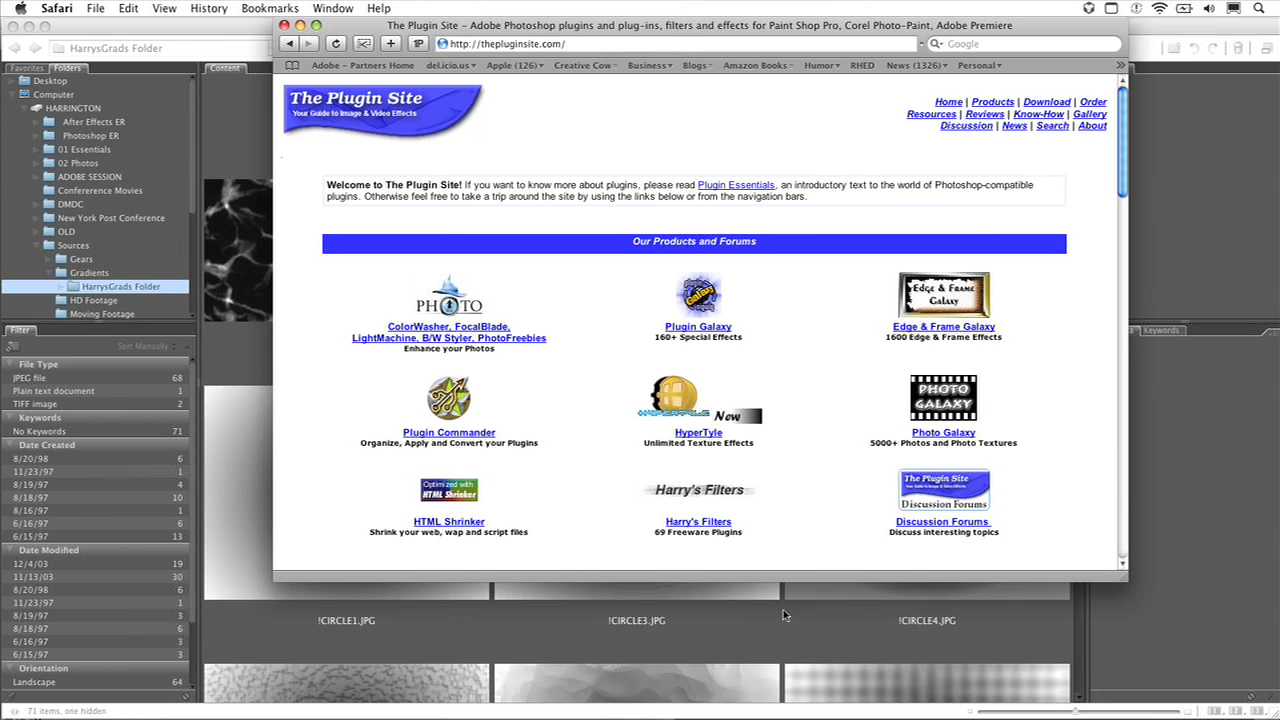 Safari File Edit View History Bookmarks Window Help
HarrysGrads Folder
Favorites Folders
Content
Desktop
Computer
HARRINGTON
After Effects ER
Photoshop ER
01 Essentials
02 Photos
ADOBE SESSION
Confererence Movies
DMDC
New York Post Conference
OLD
Sources
Gears
Gradients
HarrysGrads Folder
HD Footage
Moving Footage
Filter
Sort Manually
File Type
JPEG file 68
Plain text document 1
TIFF image 2
Keywords
No Keywords 71
Date Created
8/20/98 6
11/23/97 1
8/19/97 4
8/18/97 10
8/16/97 1
6/16/97 6
6/15/97 13
Date Modified
12/4/03 19
11/13/03 30
8/20/98 6
11/23/97 1
8/19/97 3
8/18/97 6
6/16/97 3
6/15/97 3
Orientation
Landscape 64
71 items, one hidden
The Plugin Site – Adobe Photoshop plugins and plug-ins, filters and effects for Paint Shop Pro, Corel Photo-Paint, Adobe Premiere
1P
http://thepluginsite.com/
Google
Adobe – Partners Home del.icio.us Apple (126) Creative Cow Business Blogs Amazon Books Humor RHED News (1326) Personal
The Plugin Site
Your Guide to Image & Video Effects
Home | Products | Download | Order
Resources | Reviews | Know-How | Gallery
Discussion | News | Search | About
Welcome to The Plugin Site! If you want to know more about plugins, please read Plugin Essentials, an introductory text to the world of Photoshop-compatible
plugins. Otherwise feel free to take a trip around the site by using the links below or from the navigation bars.
Our Products and Forums
PHOTO
ColorWasher, FocalBlade,
LightMachine, B/W Styler, PhotoFreebies
Enhance your Photos
Plugin Galaxy
Plugin Galaxy
160+ Special Effects
Edge & Frame
Galaxy
Edge & Frame Galaxy
1600 Edge & Frame Effects
Plugin Commander
Organize, Apply and Convert your Plugins
HYPERTYLE New
HyperTyle
Unlimited Texture Effects
PHOTO
GALAXY
Photo Galaxy
5000+ Photos and Photo Textures
Optimized with
HTML Shrinker
HTML Shrinker
Shrink your web, wap and script files
Harry's Filters
Harry's Filters
69 Freeware Plugins
The Plugin Site
Your Guide to Image & Video Effects
Discussion Forums
Discussion Forums
Discuss interesting topics
Keywords
!CIRCLE1.JPG
!CIRCLE3.JPG
!CIRCLE4.JPG